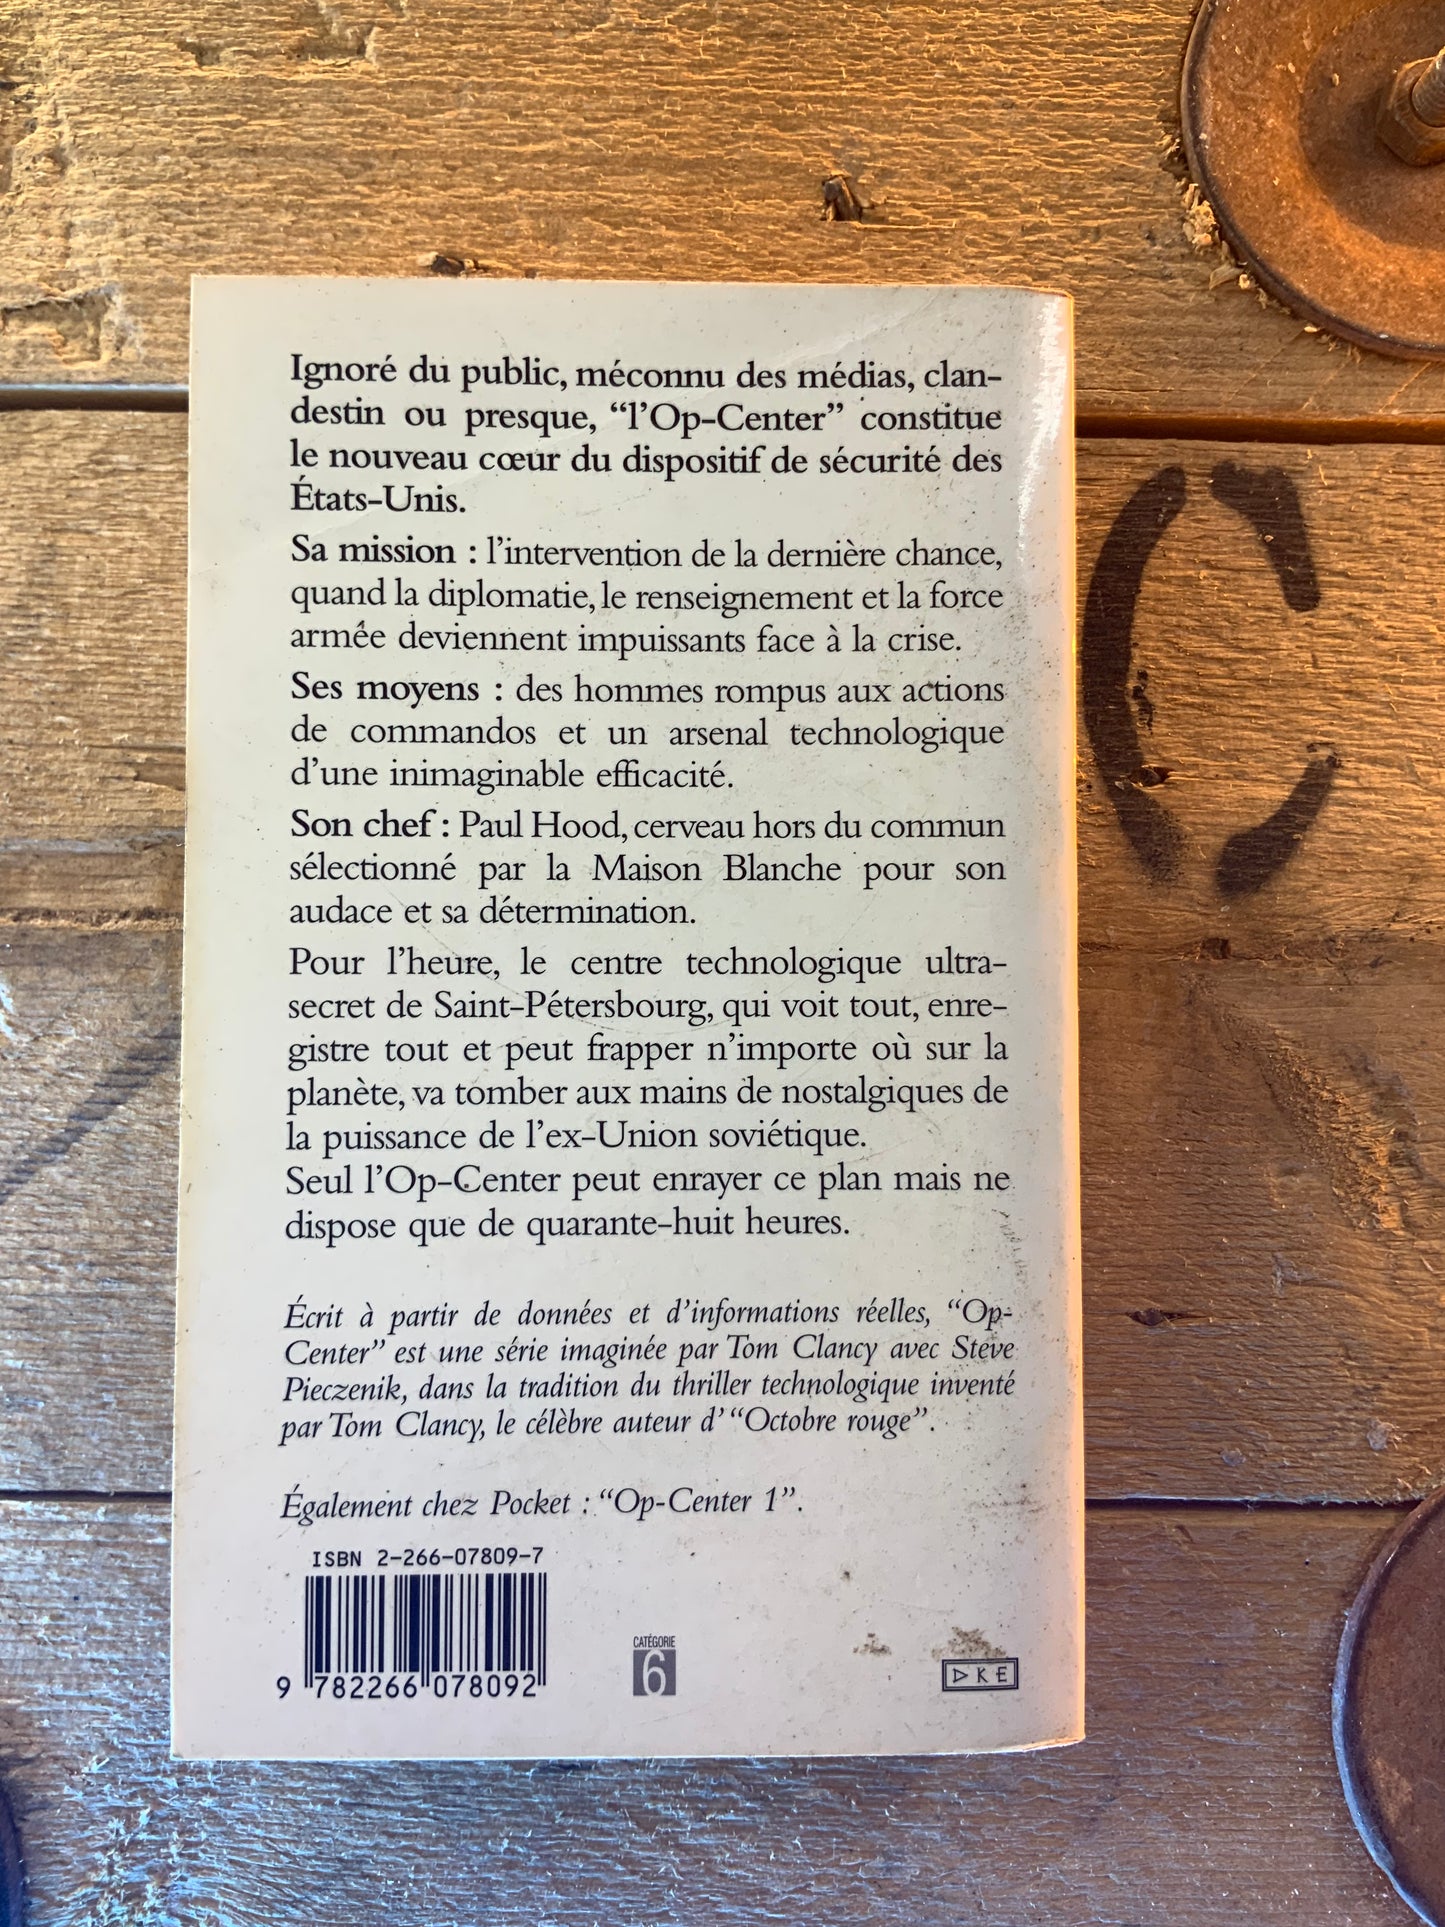 Ignoré du public, méconnu des médias, clan-
destin ou presque, “l’Op-Center” constitue
le nouveau cœur du dispositif de sécurité des
États-Unis.
Sa mission : l’intervention de la dernière chance,
quand la diplomatie, le renseignement et la force
armée deviennent impuissants face à la crise.
Ses moyens : des hommes rompus aux actions
de commandos et un arsenal technologique
d’une inimaginable efficacité.
Son chef : Paul Hood, cerveau hors du commun
sélectionné par la Maison Blanche pour son
audace et sa détermination.
Pour l’heure, le centre technologique ultra-
secret de Saint-Pétersbourg, qui voit tout, enre-
gistre tout et peut frapper n’importe où sur la
planète, va tomber aux mains de nostalgiques de
la puissance de l’ex-Union soviétique.
Seul l’Op-Center peut enrayer ce plan mais ne
dispose que de quarante-huit heures.
Écrit à partir de données et d’informations réelles, “Op-
Center” est une série imaginée par Tom Clancy avec Steve
Pieczenik, dans la tradition du thriller technologique inventé
par Tom Clancy, le célèbre auteur d’ “Octobre rouge”.
Également chez Pocket : “Op-Center 1”.
ISBN 2-266-07809-7
9 782266 078092
CATÉGORIE
6
DKE
C